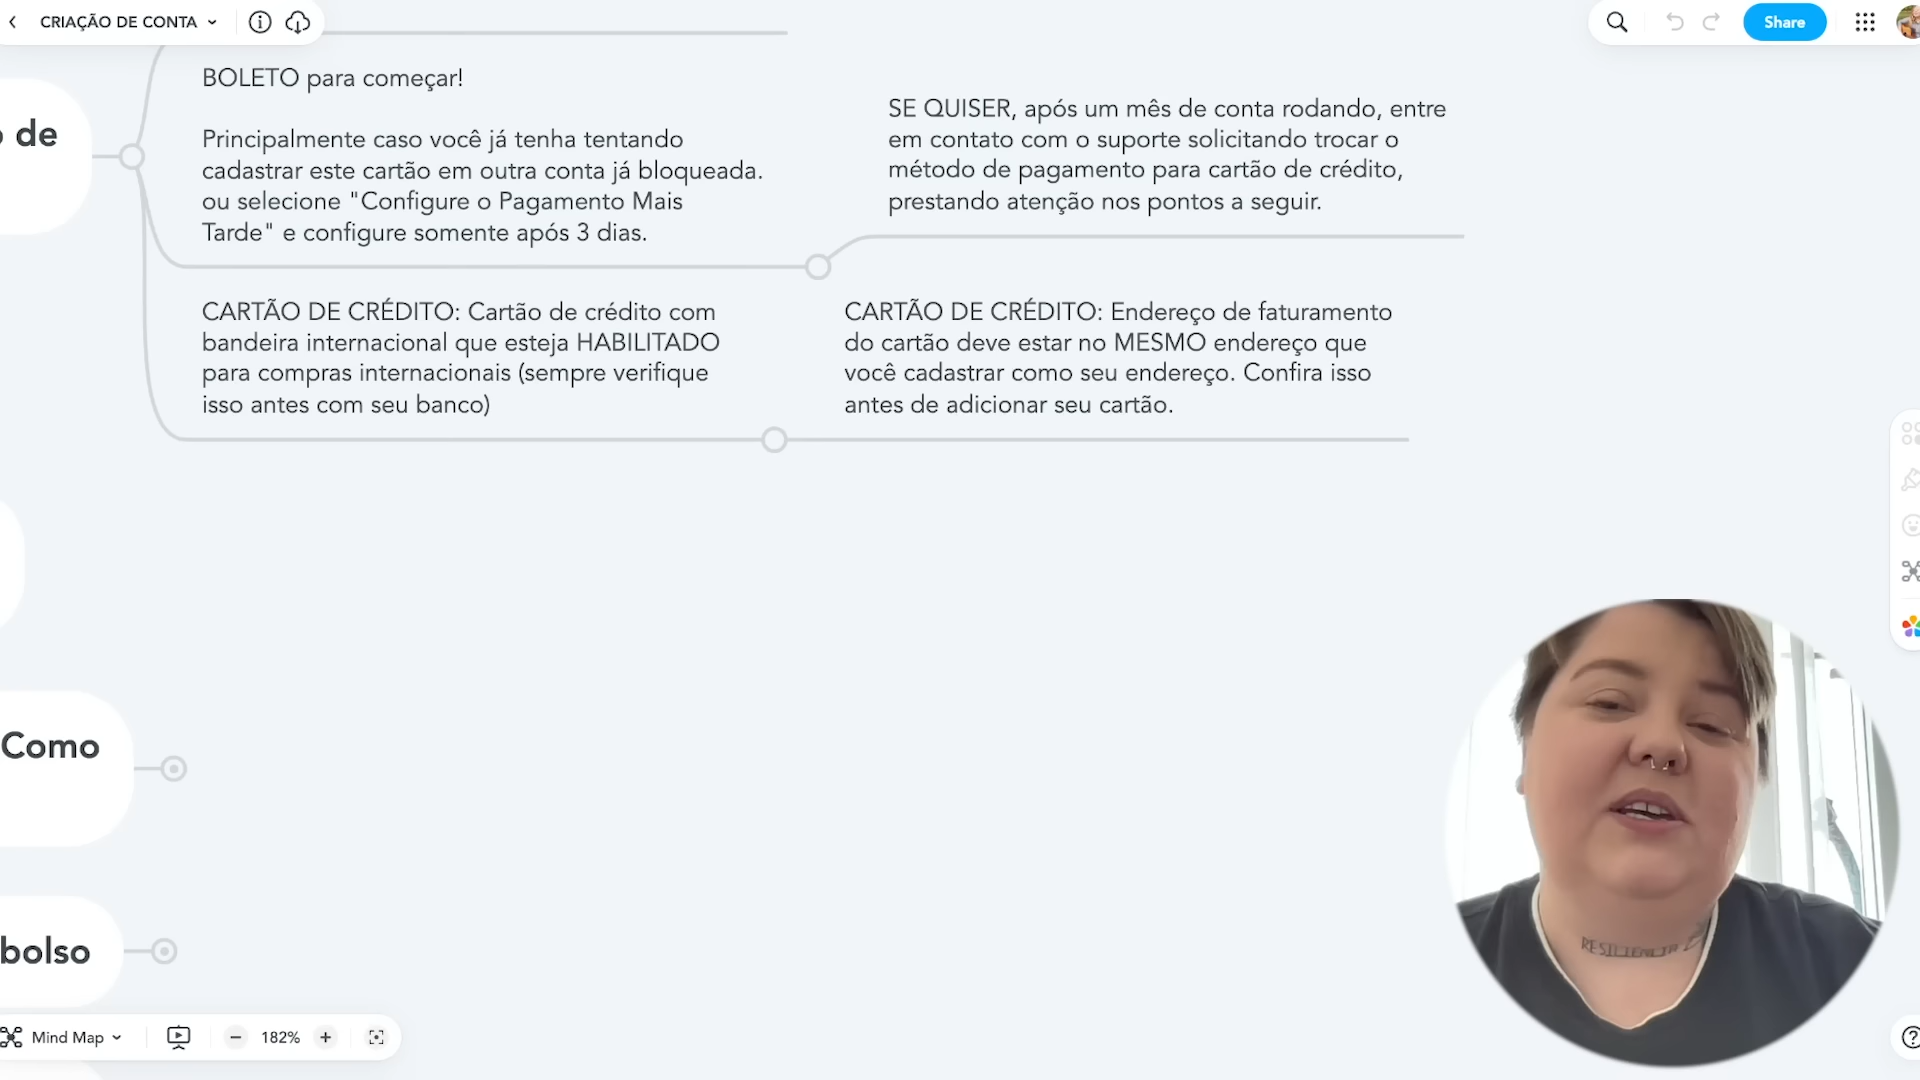 CRIAÇÃO DE CONTA
Share
o de
BOLETO para começar!
Principalmente caso você já tenha tentando
cadastrar este cartão em outra conta já bloqueada.
ou selecione "Configure o Pagamento Mais
Tarde" e configure somente após 3 dias.
SE QUISER, após um mês de conta rodando, entre
em contato com o suporte solicitando trocar o
método de pagamento para cartão de crédito,
prestando atenção nos pontos a seguir.
CARTÃO DE CRÉDITO: Cartão de crédito com
bandeira internacional que esteja HABILITADO
para compras internacionais (sempre verifique
isso antes com seu banco)
CARTÃO DE CRÉDITO: Endereço de faturamento
do cartão deve estar no MESMO endereço que
você cadastrar como seu endereço. Confira isso
antes de adicionar seu cartão.
Como
bolso
RESILIÊNCIA
Mind Map
182%